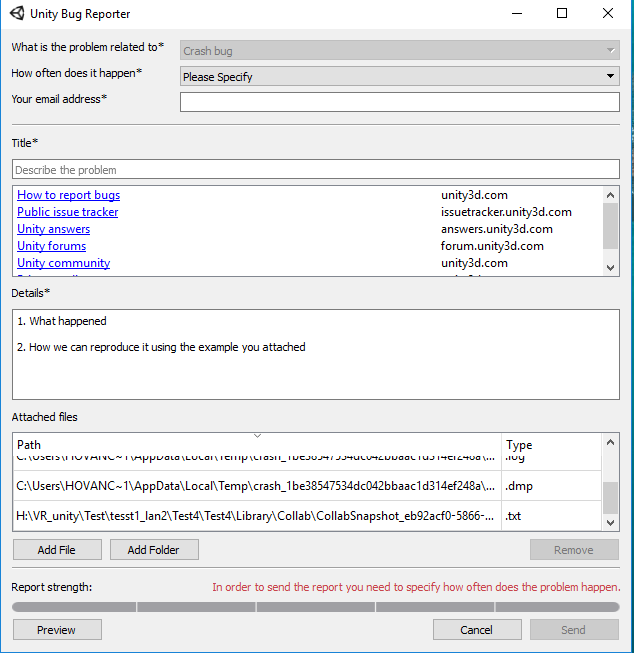 Unity Bug Reporter
What is the problem related to* Crash bug
How often does it happen* Please Specify
Your email address*
Title*
Describe the problem
How to report bugs unity3d.com
Public issue tracker issuetracker.unity3d.com
Unity answers answers.unity3d.com
Unity forums forum.unity3d.com
Unity community unity3d.com
Details*
1. What happened
2. How we can reproduce it using the example you attached
Attached files
Path Type
C:\Users\HOVANC~1\AppData\Local\Temp\crash_1be38547534dc042bbaac1d314ef248a\... .log
C:\Users\HOVANC~1\AppData\Local\Temp\crash_1be38547534dc042bbaac1d314ef248a\... .dmp
H:\VR_unity\Test\tesst1_lan2\Test4\Test4\Library\Collab\CollabSnapshot_eb92acf0-5866-... .txt
Add File Add Folder Remove
Report strength: In order to send the report you need to specify how often does the problem happen.
Preview Cancel Send